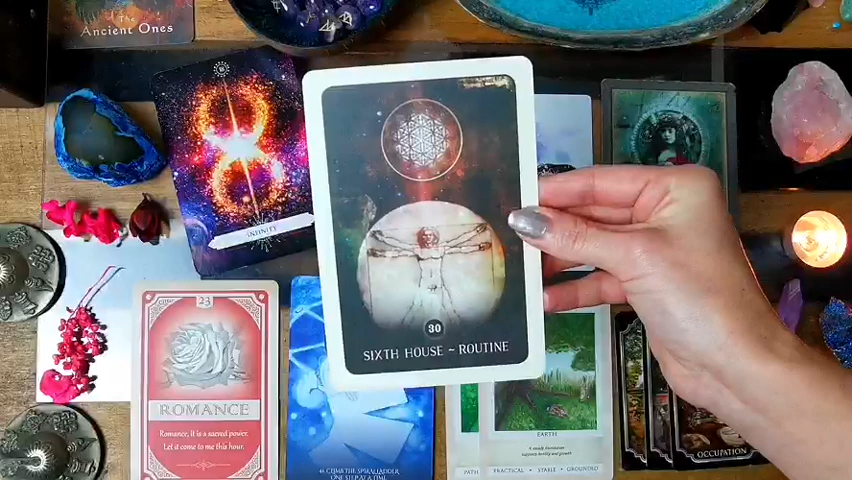 The
Ancient Ones
INFINITY
30
SIXTH HOUSE ~ ROUTINE
23
ROMANCE
Romance, it is a sacred power.
Let it come to me this hour.
CLIMB THE SPIRAL LADDER
ONE STEP AT A TIME
EARTH
PATH
PRACTICAL • STABLE • GROUNDED
OCCUPATION